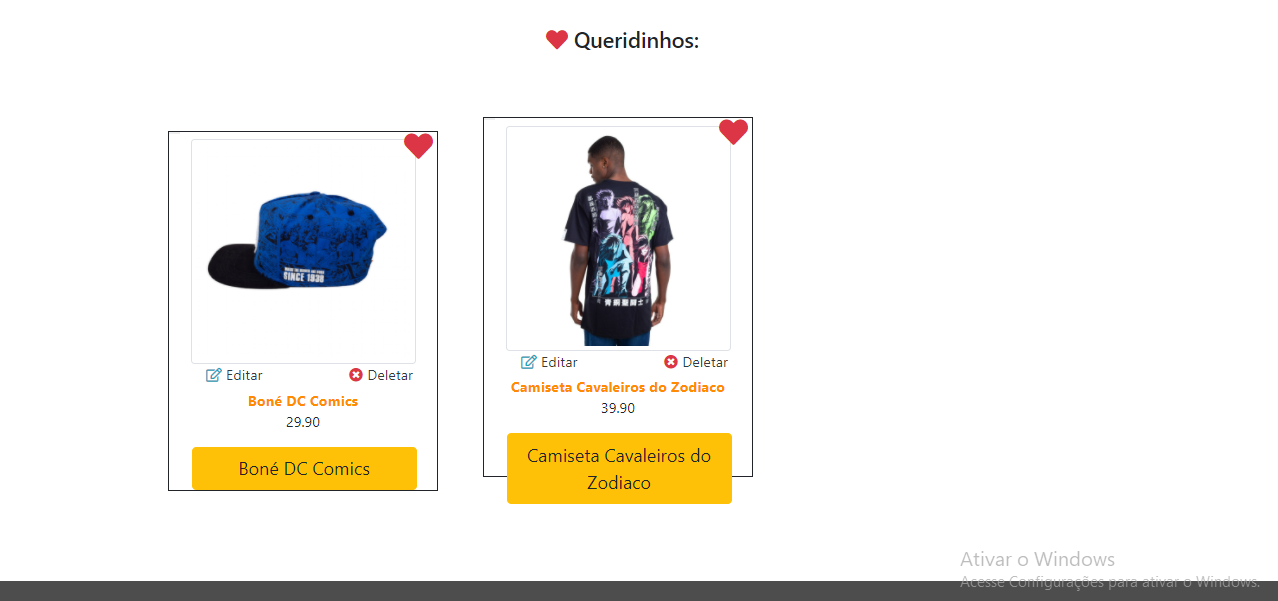 Queridinhos:
SINCE 1938
Editar
Deletar
Boné DC Comics
29.90
Boné DC Comics
Editar
Deletar
Camiseta Cavaleiros do Zodiaco
39.90
Camiseta Cavaleiros do
Zodiaco
Ativar o Windows
Acesse Configurações para ativar o Windows.